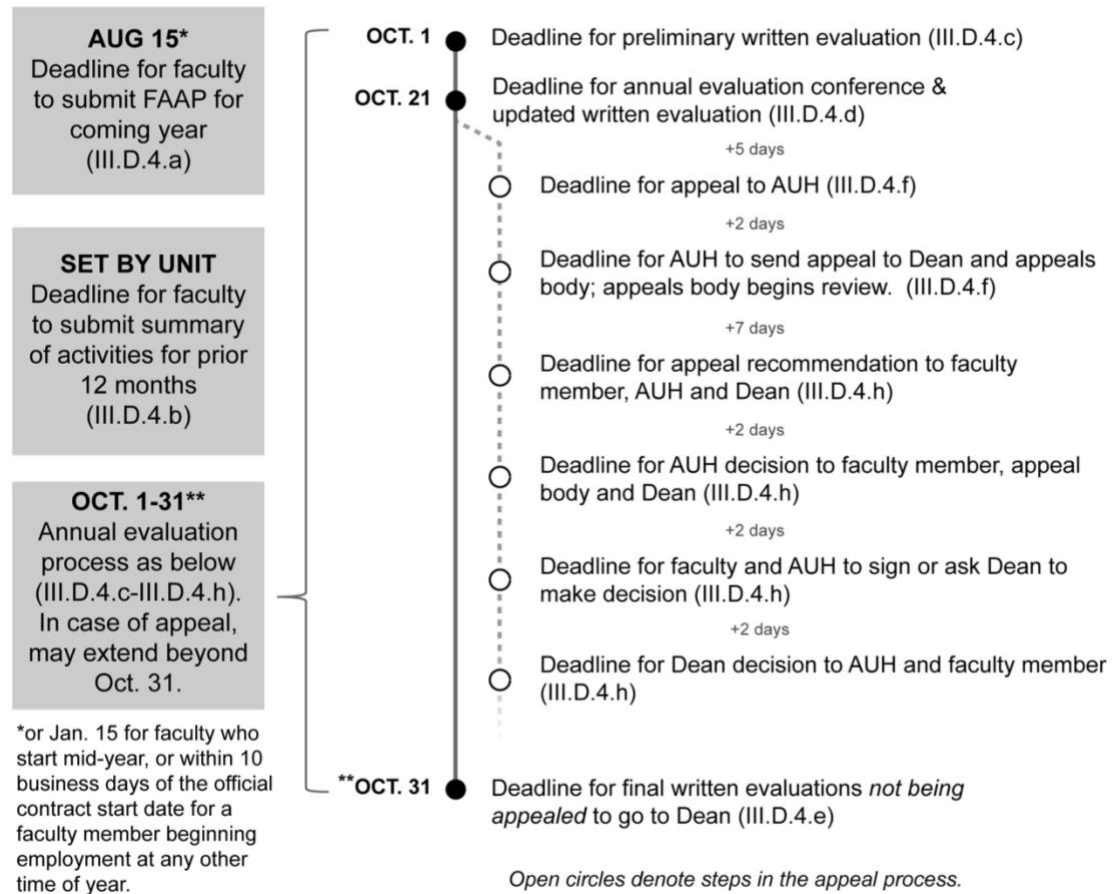 AUG 15*
Deadline for faculty
to submit FAAP for
coming year
(III.D.4.a)
SET BY UNIT
Deadline for faculty
to submit summary
of activities for prior
12 months
(III.D.4.b)
OCT. 1-31**
Annual evaluation
process as below
(III.D.4.c-III.D.4.h).
In case of appeal,
may extend beyond
Oct. 31.
*or Jan. 15 for faculty who
start mid-year, or within 10
business days of the official
contract start date for a
faculty member beginning
employment at any other
time of year.
OCT. 1
Deadline for preliminary written evaluation (III.D.4.c)
OCT. 21
Deadline for annual evaluation conference &
updated written evaluation (III.D.4.d)
+5 days
Deadline for appeal to AUH (III.D.4.f)
+2 days
Deadline for AUH to send appeal to Dean and appeals
body; appeals body begins review. (III.D.4.f)
+7 days
Deadline for appeal recommendation to faculty
member, AUH and Dean (III.D.4.h)
+2 days
Deadline for AUH decision to faculty member, appeal
body and Dean (III.D.4.h)
+2 days
Deadline for faculty and AUH to sign or ask Dean to
make decision (III.D.4.h)
+2 days
Deadline for Dean decision to AUH and faculty member
(III.D.4.h)
**OCT. 31
Deadline for final written evaluations not being
appealed to go to Dean (III.D.4.e)
Open circles denote steps in the appeal process.